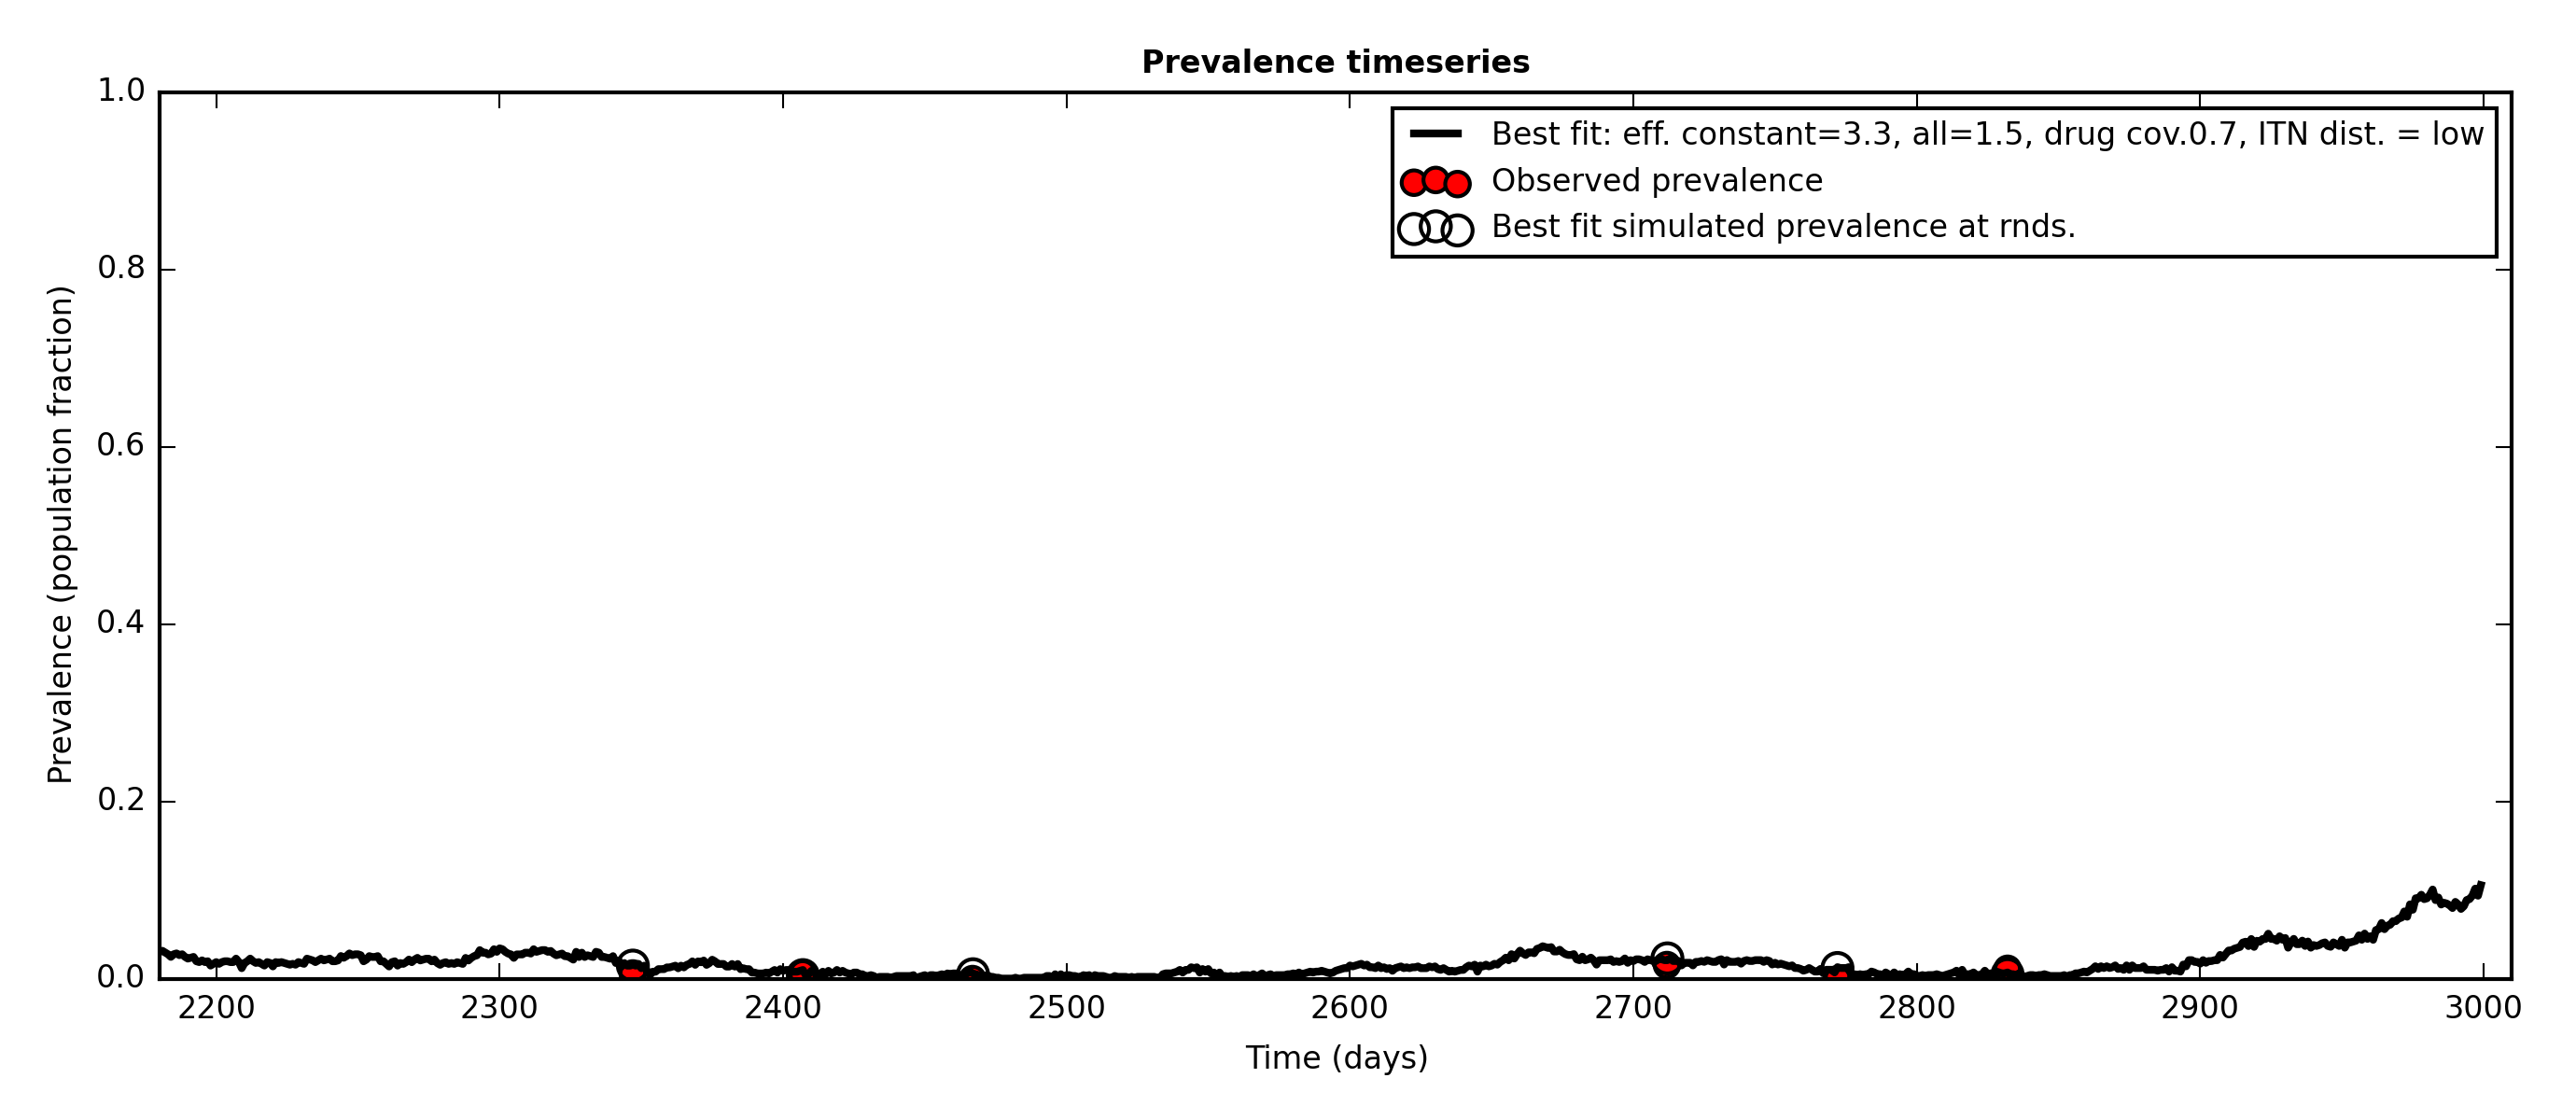 Prevalence timeseries
1.0
0.8
0.6
0.4
0.2
0.0
Prevalence (population fraction)
Best fit: eff. constant=3.3, all=1.5, drug cov.0.7, ITN dist. = low
Observed prevalence
Best fit simulated prevalence at rnds.
2200 2300 2400 2500 2600 2700 2800 2900 3000
Time (days)